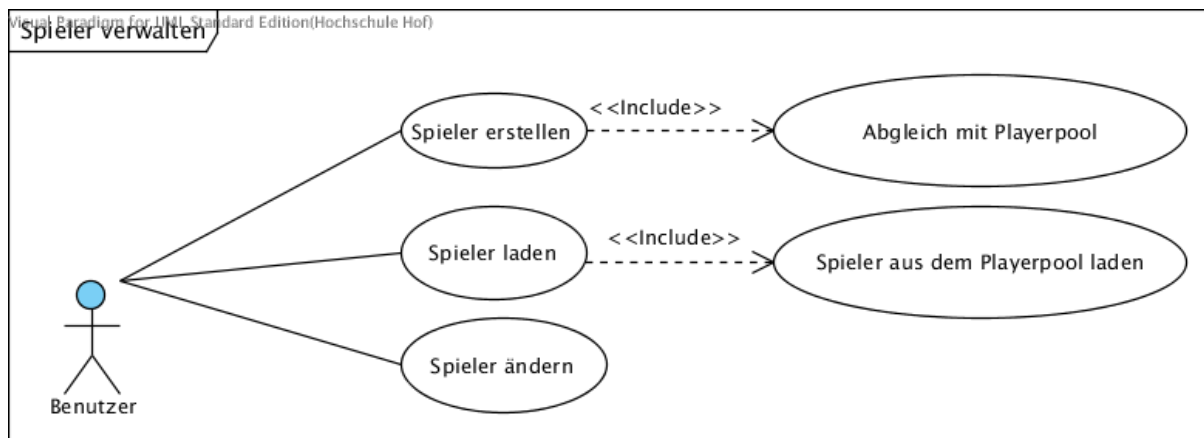 Visual Paradigm for UML Standard Edition(Hochschule Hof)
Spieler verwalten
<<Include>>
Spieler erstellen
Abgleich mit Playerpool
<<Include>>
Spieler laden
Spieler aus dem Playerpool laden
Spieler ändern
Benutzer